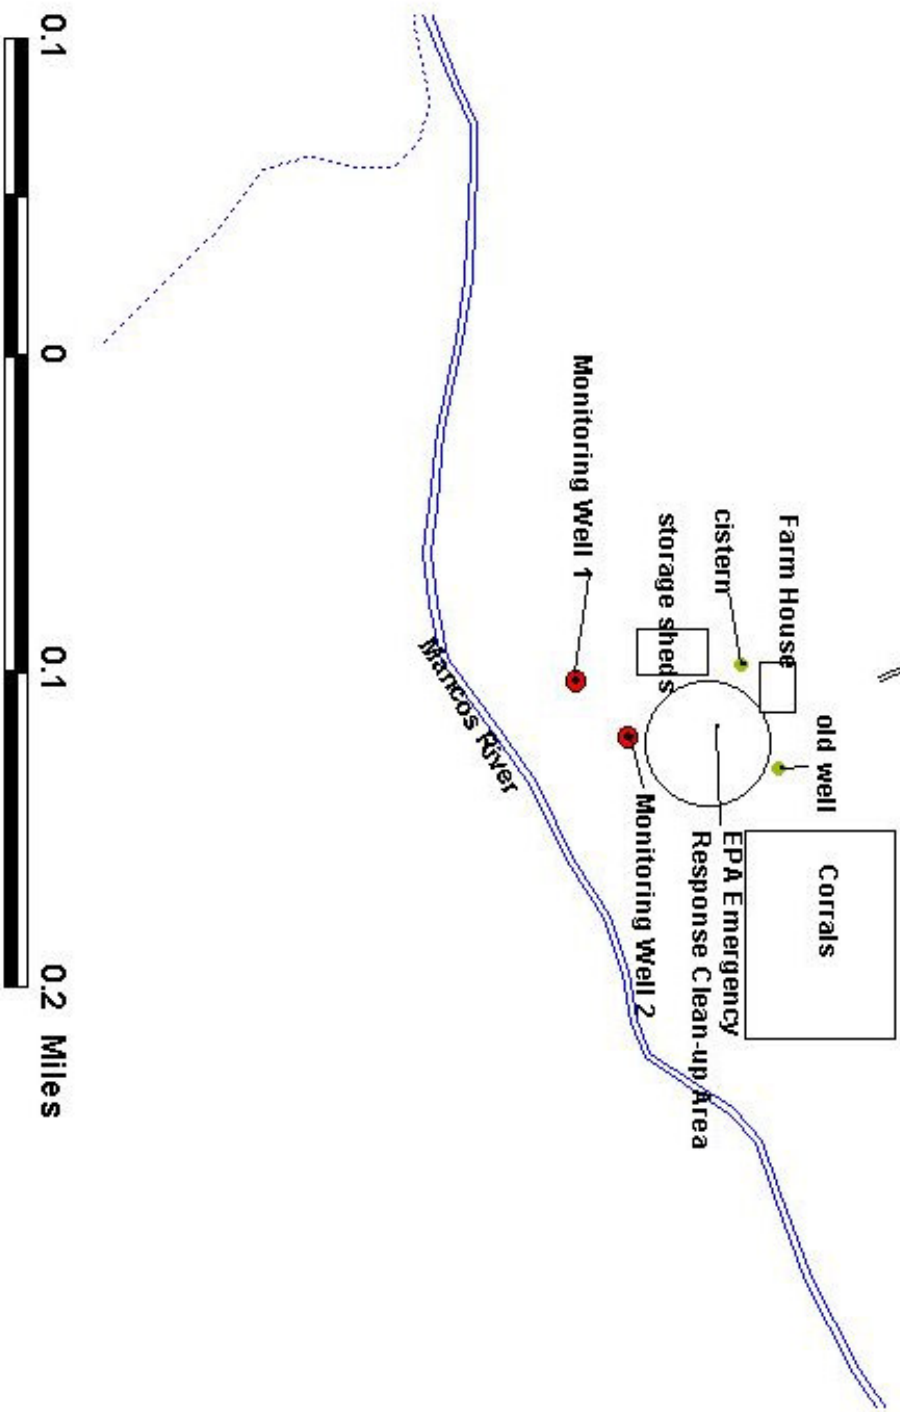 Farm House
old well
Corrals
cistern
EPA Emergency
Response Clean-up Area
storage sheds
Monitoring Well 1
Monitoring Well 2
Mancos River
0.1 0 0.1 0.2 Miles